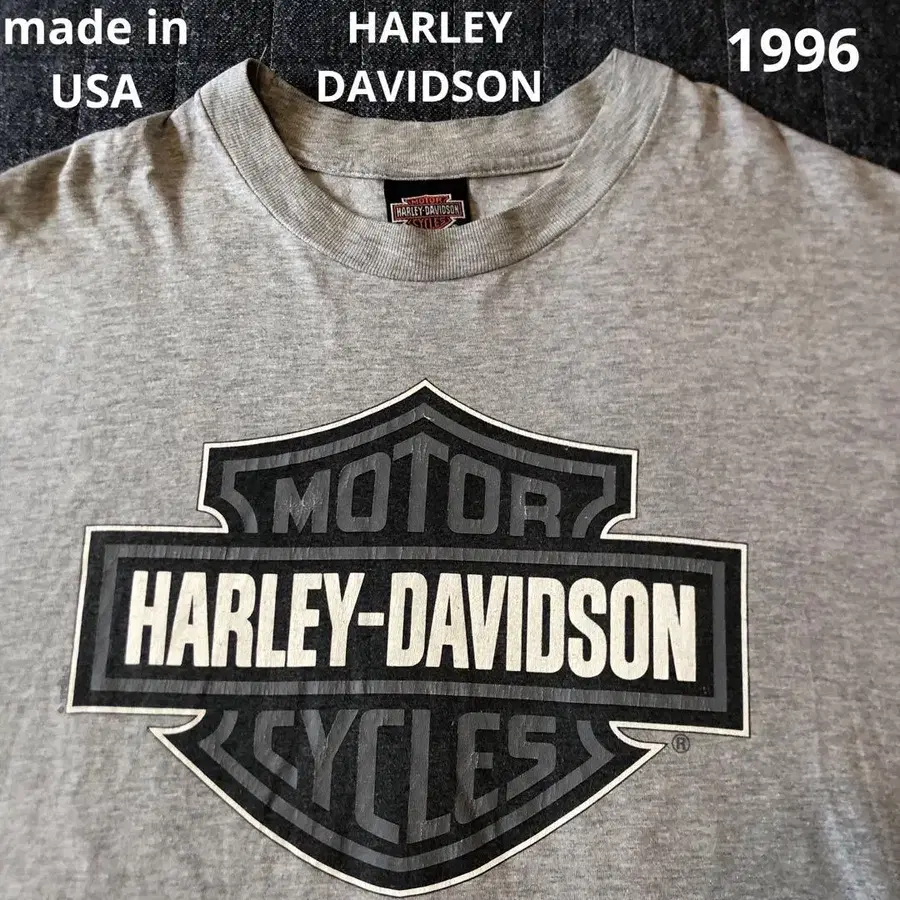 made in
USA
HARLEY
DAVIDSON
1996
MOTOR
HARLEY-DAVIDSON
CYCLES
MOTOR
HARLEY-DAVIDSON
CYCLES
®